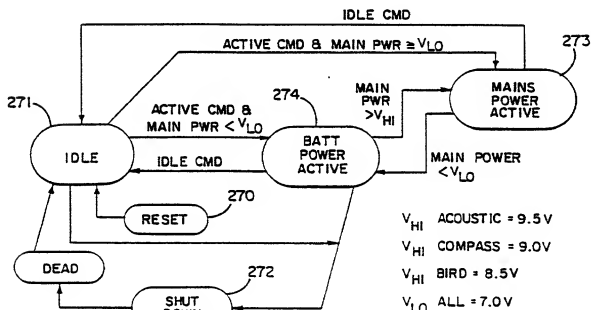 IDLE CMD
ACTIVE CMD & MAIN PWR ≧ VLO
273
271
274
ACTIVE CMD &
MAIN PWR < VLO
MAIN
PWR
>VHI
MAINS
POWER
ACTIVE
IDLE
BATT
POWER
ACTIVE
IDLE CMD
MAIN POWER
<VLO
RESET
270
VHI ACOUSTIC = 9.5V
VHI COMPASS = 9.0V
DEAD
272
VHI BIRD = 8.5V
SHUT
DOWN
VLO ALL = 7.0V